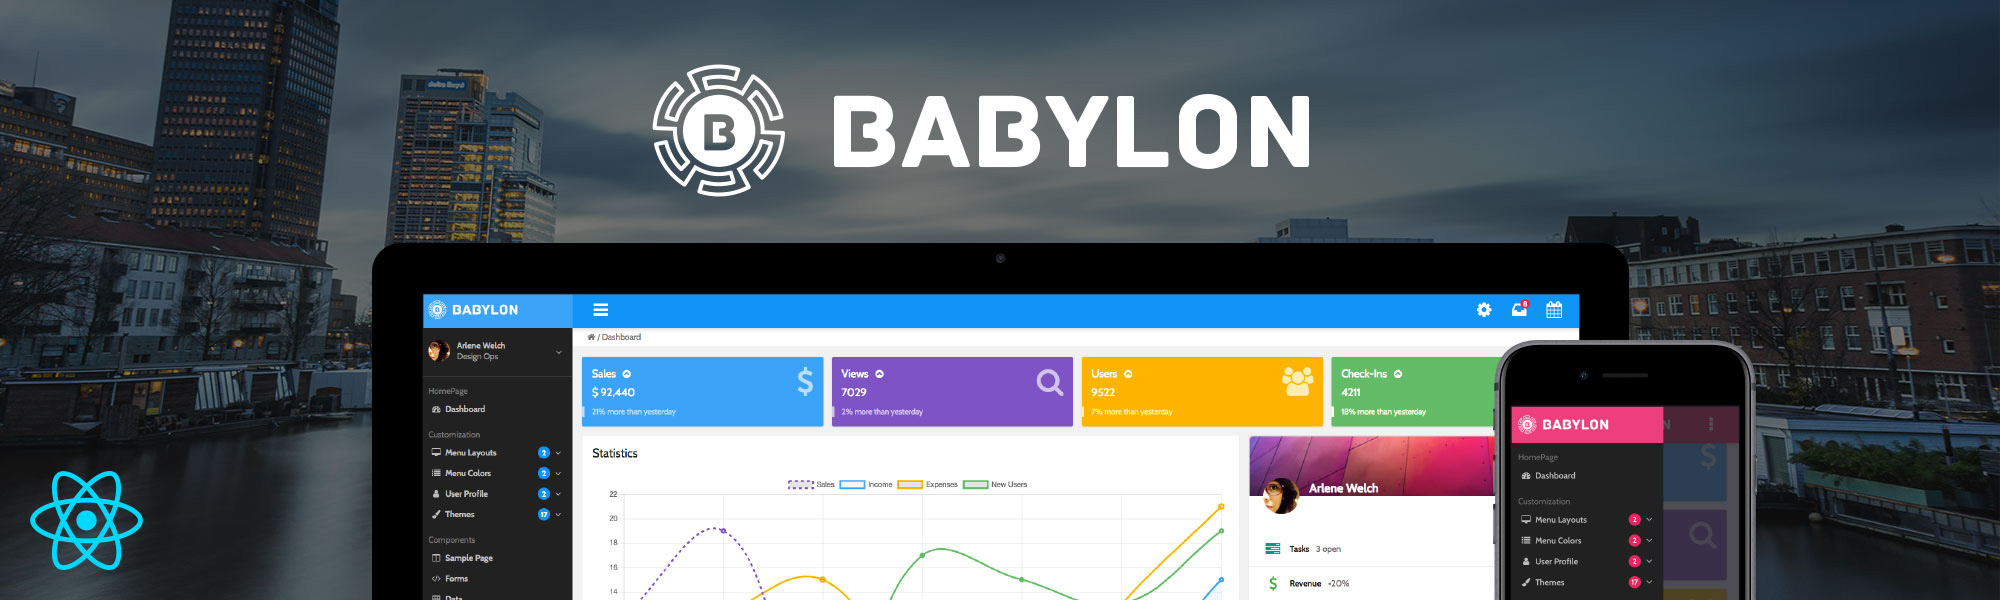 John Boyd
BABYLON
BABYLON
8
Arlene Welch
Design Ops
/ Dashboard
HomePage
Dashboard
Customization
Menu Layouts 2
Menu Colors 2
User Profile 2
Themes 17
Components
Sample Page
Forms
Data
Sales
$ 92,440
21% more than yesterday
Views
7029
2% more than yesterday
Users
9522
7% more than yesterday
Check-Ins
4211
18% more than yesterday
Statistics
Sales Income Expenses New Users
22
20
18
16
14
Arlene Welch
Tasks 3 open
Revenue +20%
BABYLON N
HomePage
Dashboard
Customization
Menu Layouts 2
Menu Colors 2
User Profile 2
Themes 17